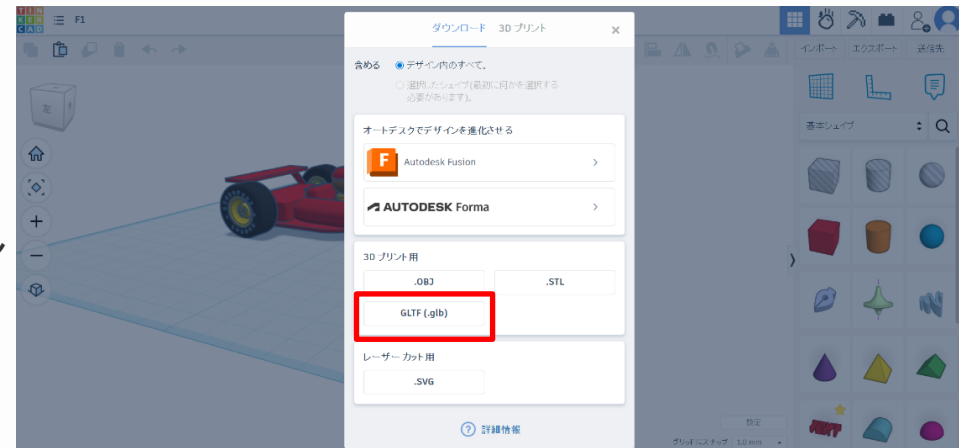 TIN
KER
CAD
F1
ダウンロード 3D プリント
インポート エクスポート 送信先
含める デザイン内のすべて。
選択したシェイプ(最初に何かを選択する
必要があります)。
左
基本シェイプ
オートデスクでデザインを進化させる
F Autodesk Fusion
AUTODESK Forma
3D プリント用
.OBJ .STL
GLTF (.glb)
レーザー カット用
.SVG
詳細情報
設定
グリッドにスナップ 1.0 mm